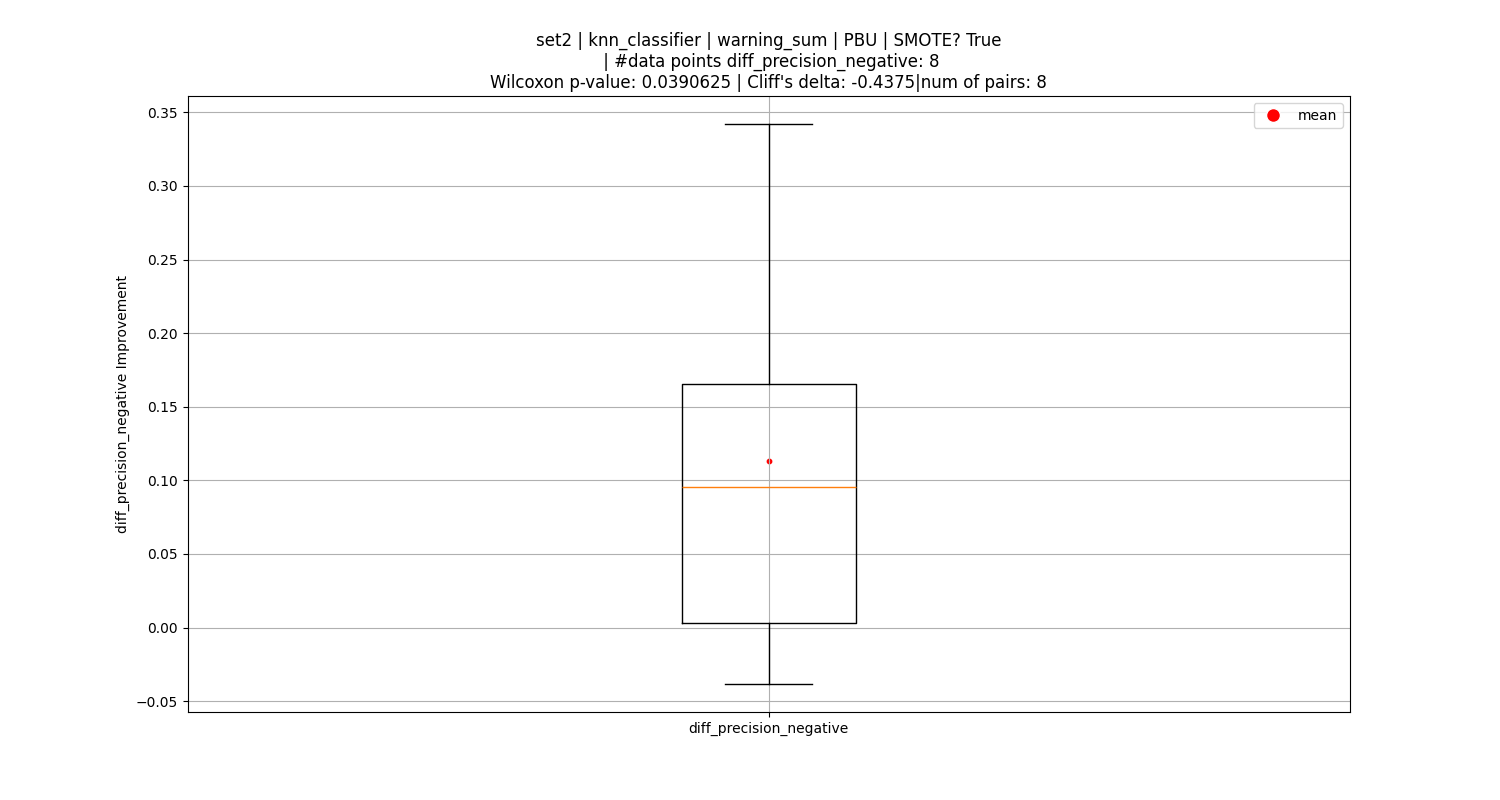 set2 | knn_classifier | warning_sum | PBU | SMOTE? True
| #data points diff_precision_negative: 8
Wilcoxon p-value: 0.0390625 | Cliff's delta: -0.4375|num of pairs: 8
mean
0.35
0.30
0.25
0.20
0.15
0.10
0.05
0.00
−0.05
diff_precision_negative Improvement
diff_precision_negative